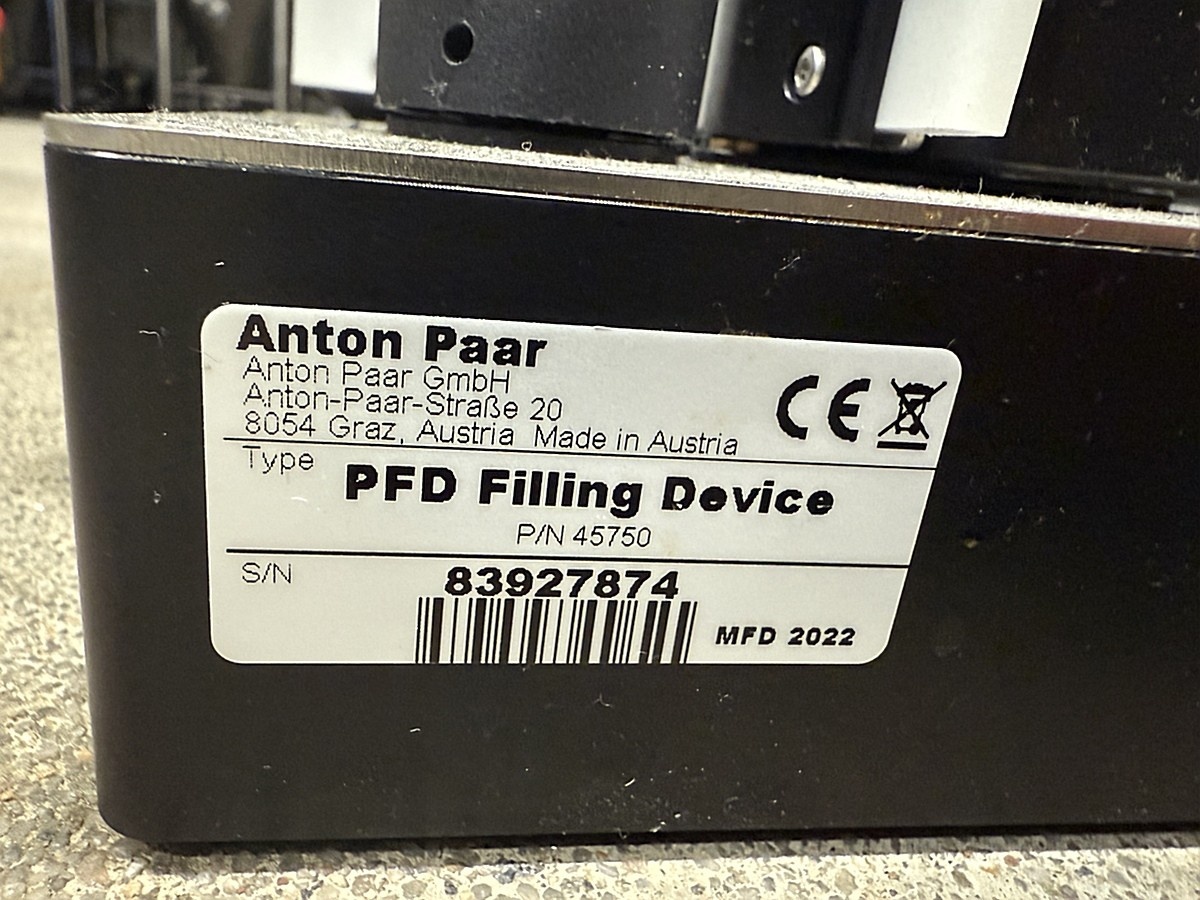 Anton Paar
Anton Paar GmbH
Anton-Paar-Straße 20
8054 Graz, Austria Made in Austria
CE
Type
PFD Filling Device
P/N 45750
S/N
83927874
MFD 2022